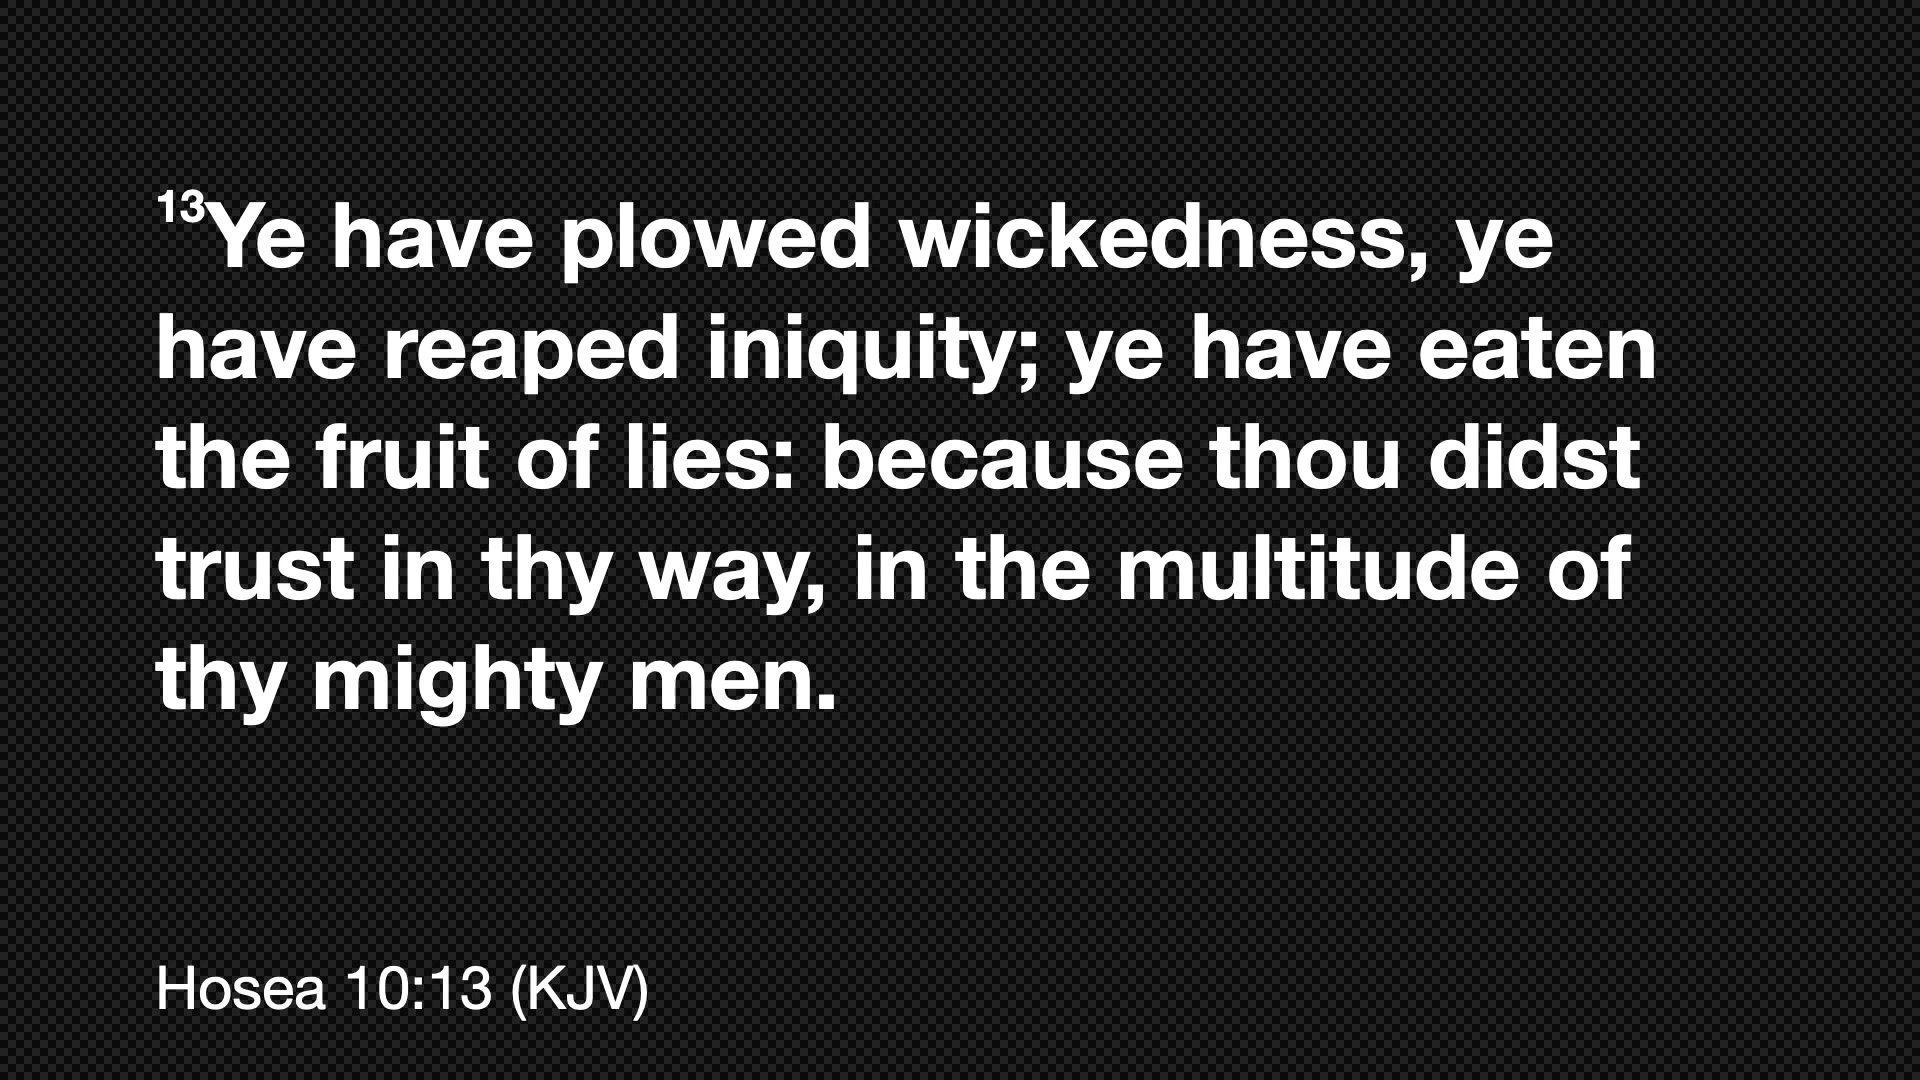 13Ye have plowed wickedness, ye
have reaped iniquity; ye have eaten
the fruit of lies: because thou didst
trust in thy way, in the multitude of
thy mighty men.
Hosea 10:13 (KJV)